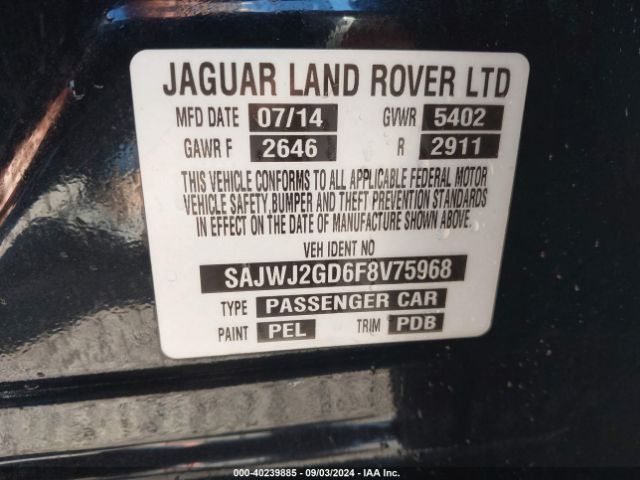 JAGUAR LAND ROVER LTD
MFD DATE 07/14 GVWR 5402
GAWR F 2646 R 2911
THIS VEHICLE CONFORMS TO ALL APPLICABLE FEDERAL MOTOR
VEHICLE SAFETY,BUMPER AND THEFT PREVENTION STANDARDS
IN EFFECT ON THE DATE OF MANUFACTURE SHOWN ABOVE.
VEH IDENT NO
SAJWJ2GD6F8V75968
TYPE PASSENGER CAR
PAINT PEL TRIM PDB
000-40239885 - 09/03/2024 - IAA Inc.